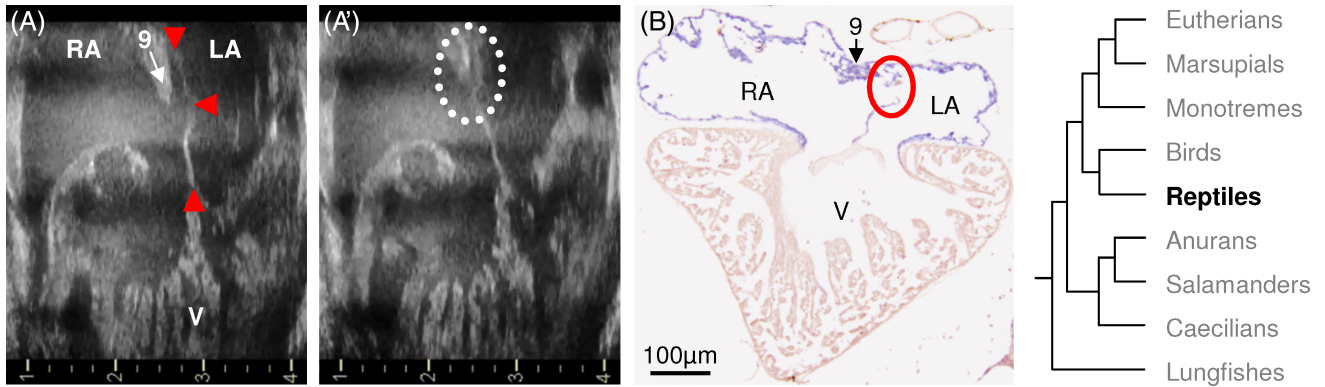 (A)
RA
9
LA
V
1
2
3
4
(A')
2
3
4
(B)
9
RA
LA
V
100µm
Eutherians
Marsupials
Monotremes
Birds
Reptiles
Anurans
Salamanders
Caecilians
Lungfishes